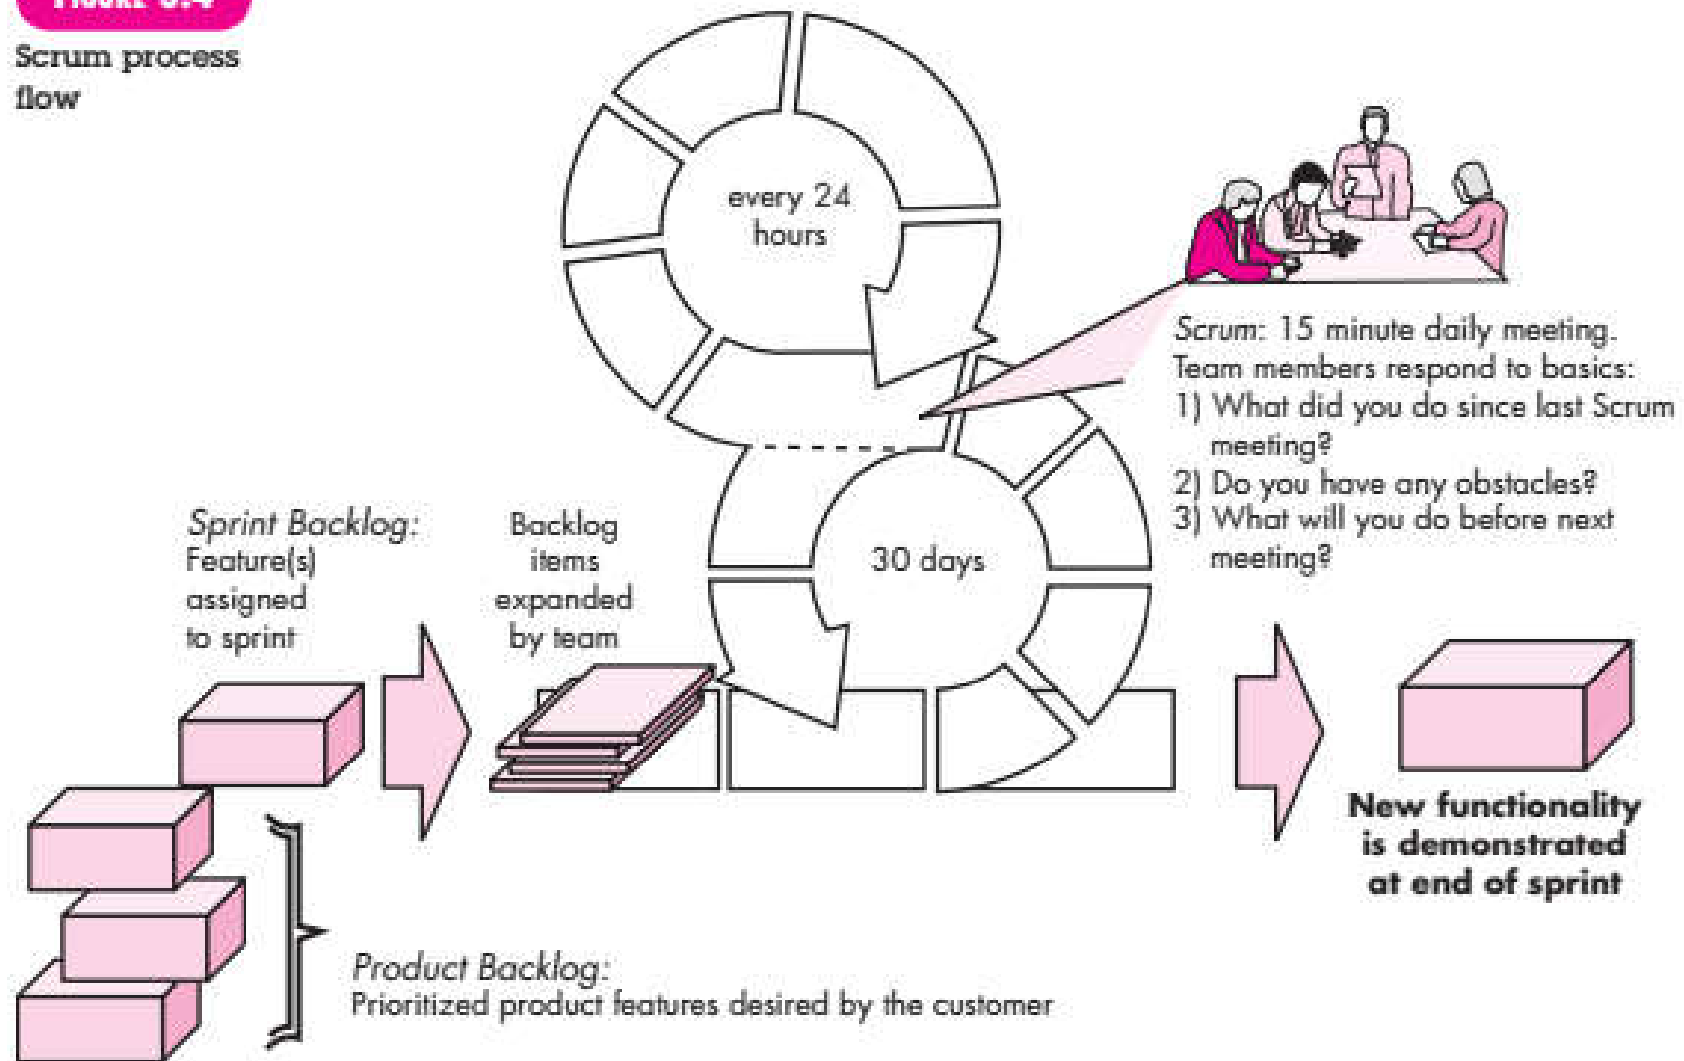 Scrum process
flow
every 24
hours
Scrum: 15 minute daily meeting.
Team members respond to basics:
1) What did you do since last Scrum
meeting?
2) Do you have any obstacles?
3) What will you do before next
meeting?
30 days
Sprint Backlog:
Feature(s)
assigned
to sprint
Backlog
items
expanded
by team
New functionality
is demonstrated
at end of sprint
Product Backlog:
Prioritized product features desired by the customer